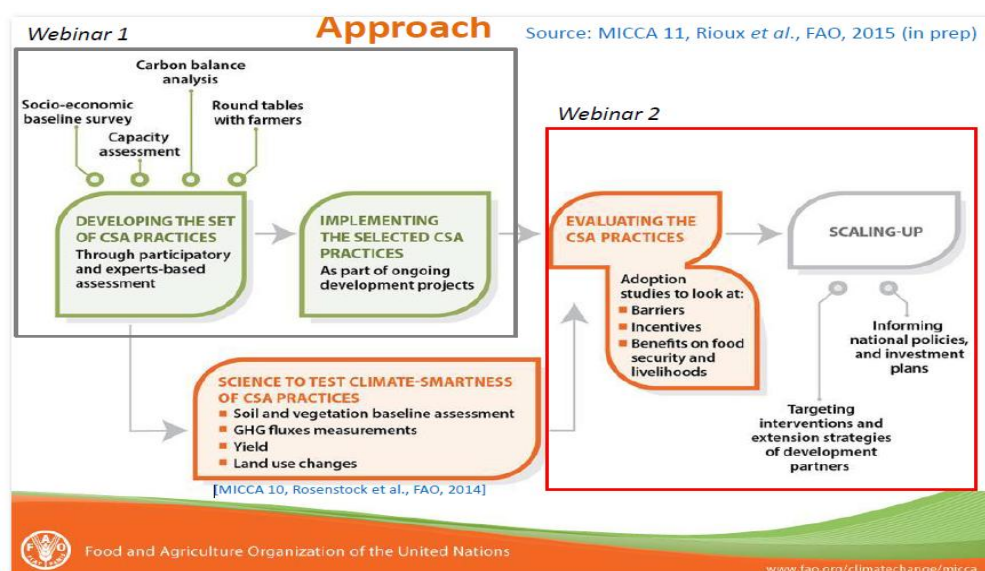 Approach
Webinar 1
Source: MICCA 11, Rioux et al., FAO, 2015 (in prep)
Carbon balance
analysis
Socio-economic
baseline survey
Round tables
with farmers
Capacity
assessment
DEVELOPING THE SET
OF CSA PRACTICES
Through participatory
and experts-based
assessment
IMPLEMENTING
THE SELECTED CSA
PRACTICES
As part of ongoing
development projects
Webinar 2
EVALUATING THE
CSA PRACTICES
Adoption
studies to look at:
Barriers
Incentives
Benefits on food
security and
livelihoods
SCALING-UP
Informing
national policies,
and investment
plans
Targeting
interventions and
extension strategies
of development
partners
SCIENCE TO TEST CLIMATE-SMARTNESS
OF CSA PRACTICES
Soil and vegetation baseline assessment
GHG fluxes measurements
Yield
Land use changes
[MICCA 10, Rosenstock et al., FAO, 2014]
Food and Agriculture Organization of the United Nations
www.fao.org/climatechange/micca